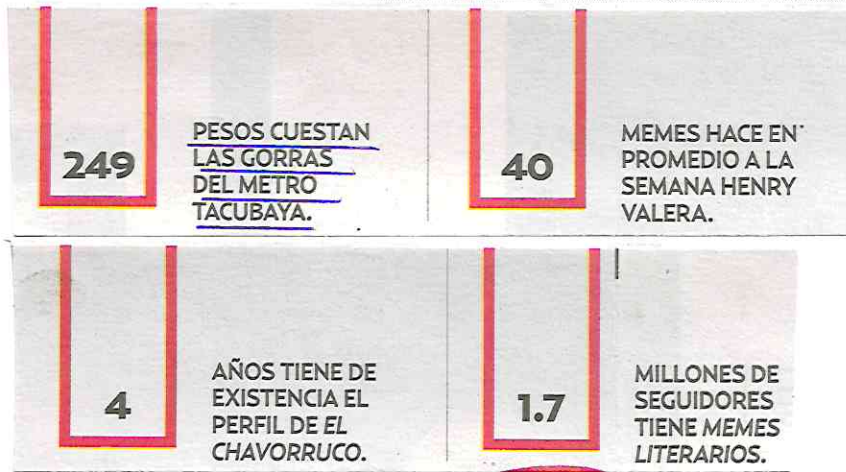 249
PESOS CUESTAN
LAS GORRAS
DEL METRO
TACUBAYA.
40
MEMES HACE EN
PROMEDIO A LA
SEMANA HENRY
VALERA.
4
AÑOS TIENE DE
EXISTENCIA EL
PERFIL DE EL
CHAVORRUCO.
1.7
MILLONES DE
SEGUIDORES
TIENE MEMES
LITERARIOS.